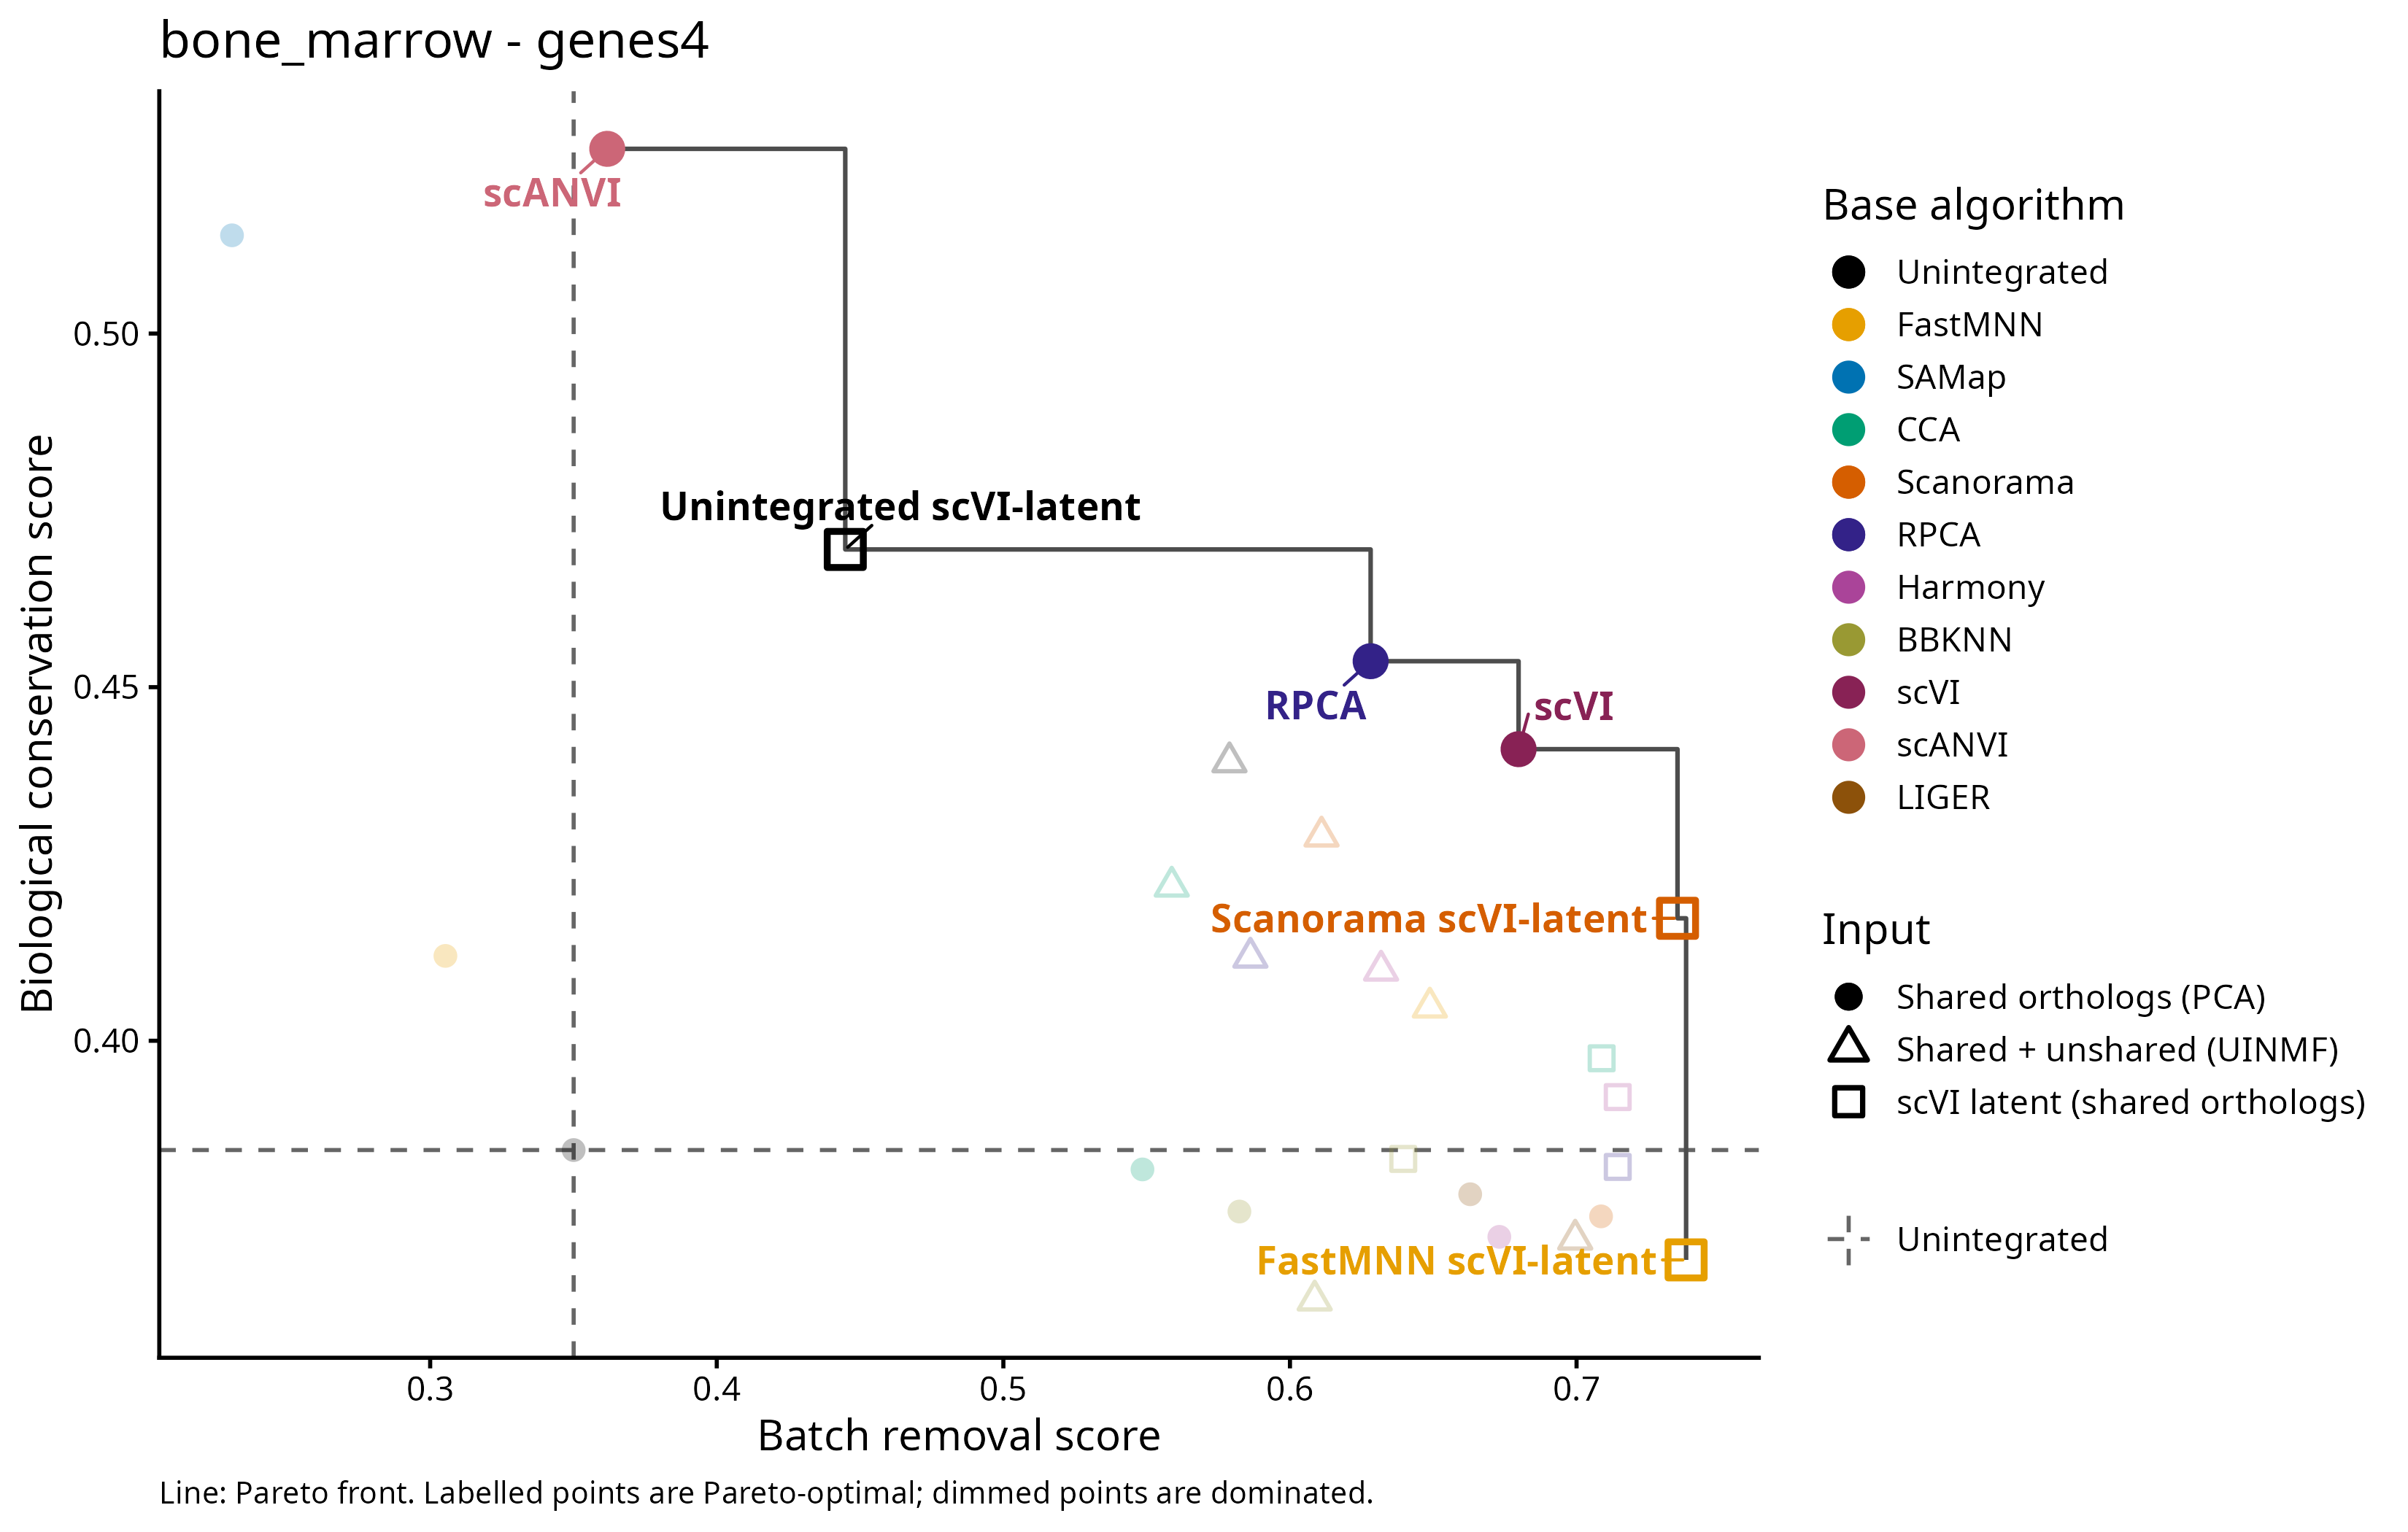 bone_marrow - genes4
scANVI
Unintegrated scVI-latent
RPCA
scVI
Scanorama scVI-latent
FastMNN scVI-latent
0.50
0.45
0.40
Biological conservation score
0.3
0.4
0.5
0.6
0.7
Batch removal score
Line: Pareto front. Labelled points are Pareto-optimal; dimmed points are dominated.
Base algorithm
Unintegrated
FastMNN
SAMap
CCA
Scanorama
RPCA
Harmony
BBKNN
scVI
scANVI
LIGER
Input
Shared orthologs (PCA)
Shared + unshared (UINMF)
scVI latent (shared orthologs)
Unintegrated